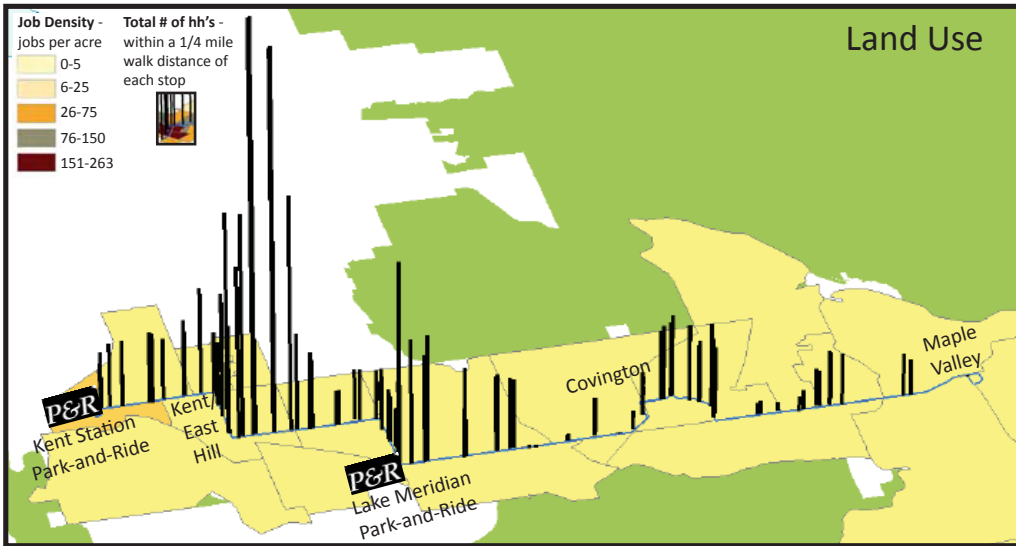 Job Density -
jobs per acre
0-5
6-25
26-75
76-150
151-263
Total # of hh's -
within a 1/4 mile
walk distance of
each stop
Land Use
P&R
Kent Station
Park-and-Ride
Kent/
East
Hill
P&R
Lake Meridian
Park-and-Ride
Covington
Maple
Valley